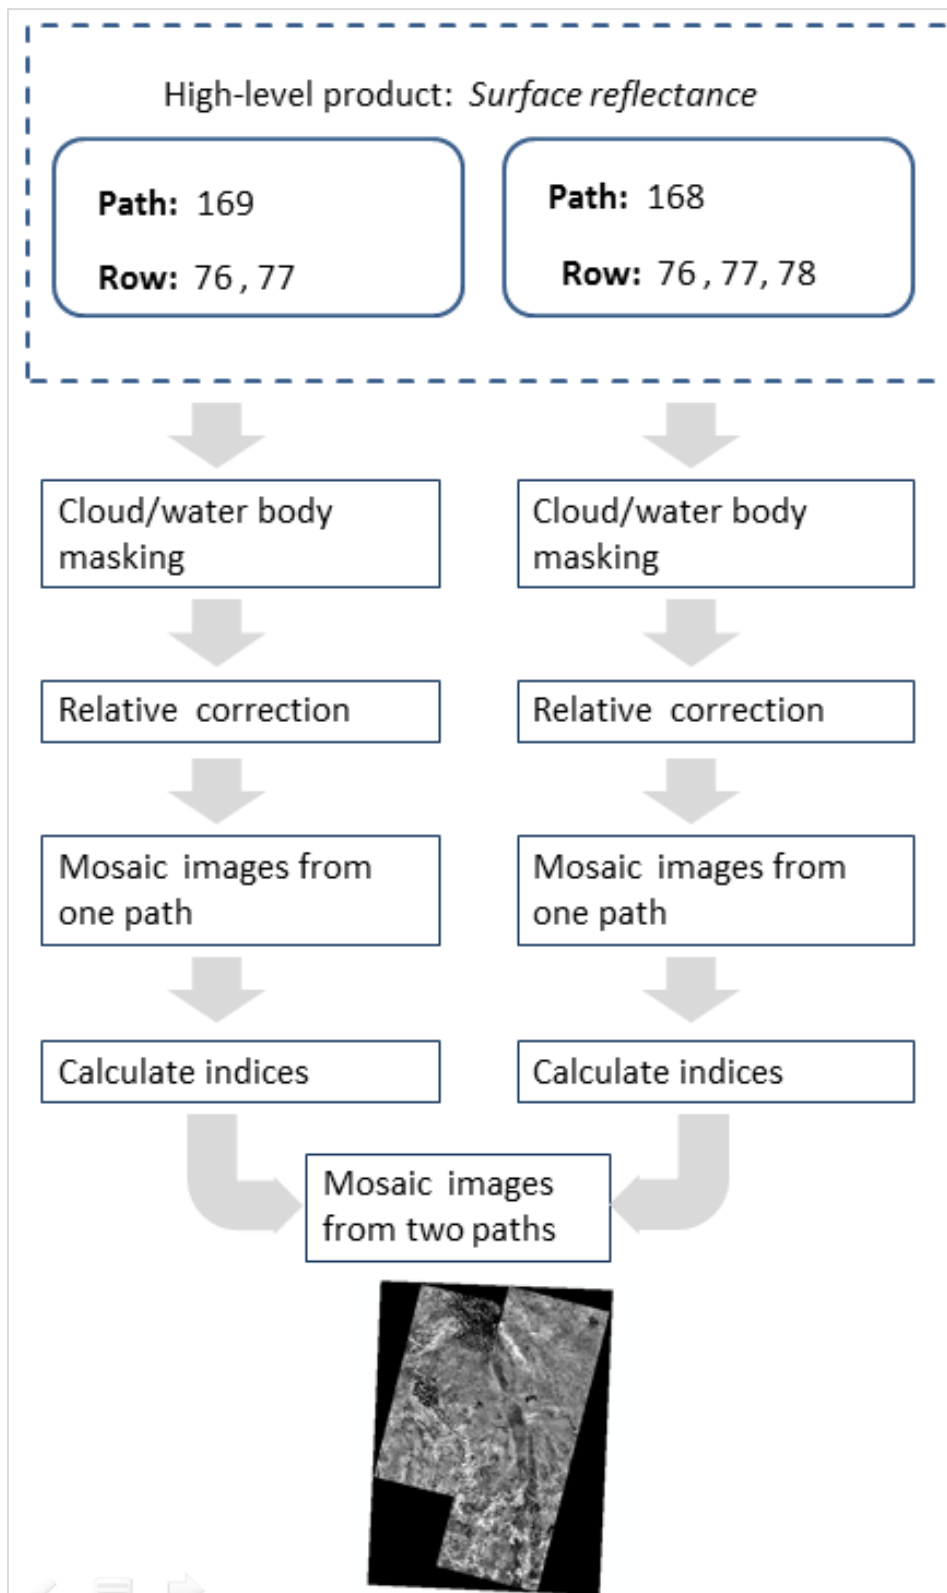 High-level product: Surface reflectance
Path: 169
Row: 76 , 77
Path: 168
Row: 76 , 77, 78
Cloud/water body
masking
Cloud/water body
masking
Relative correction
Relative correction
Mosaic images from
one path
Mosaic images from
one path
Calculate indices
Calculate indices
Mosaic images
from two paths